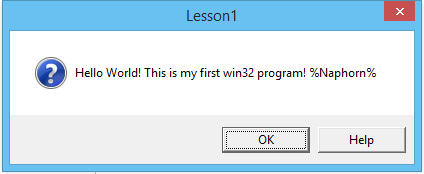 Lesson1
Hello World! This is my first win32 program! %Naphorn%
OK
Help